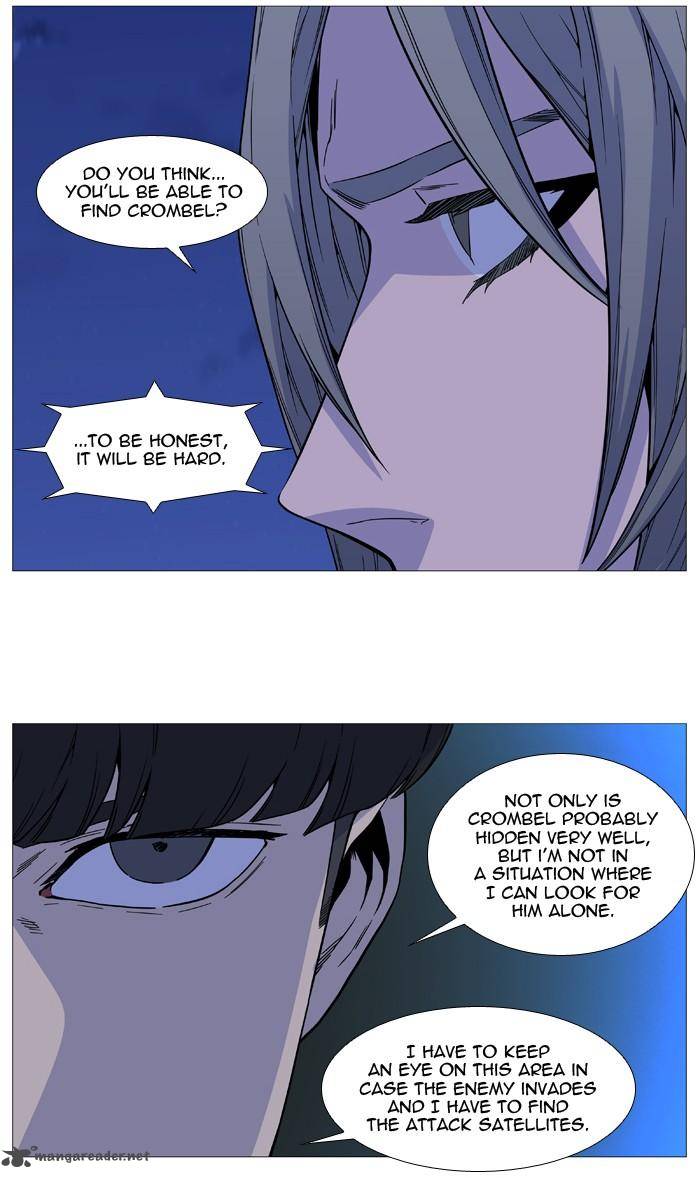 DO YOU THINK...
YOU'LL BE ABLE TO
FIND CROMBEL?
...TO BE HONEST,
IT WILL BE HARD.
NOT ONLY IS
CROMBEL PROBABLY
HIDDEN VERY WELL,
BUT I'M NOT IN
A SITUATION WHERE
I CAN LOOK FOR
HIM ALONE.
I HAVE TO KEEP
AN EYE ON THIS AREA IN
CASE THE ENEMY INVADES
AND I HAVE TO FIND
THE ATTACK SATELLITES.
mangareader.net